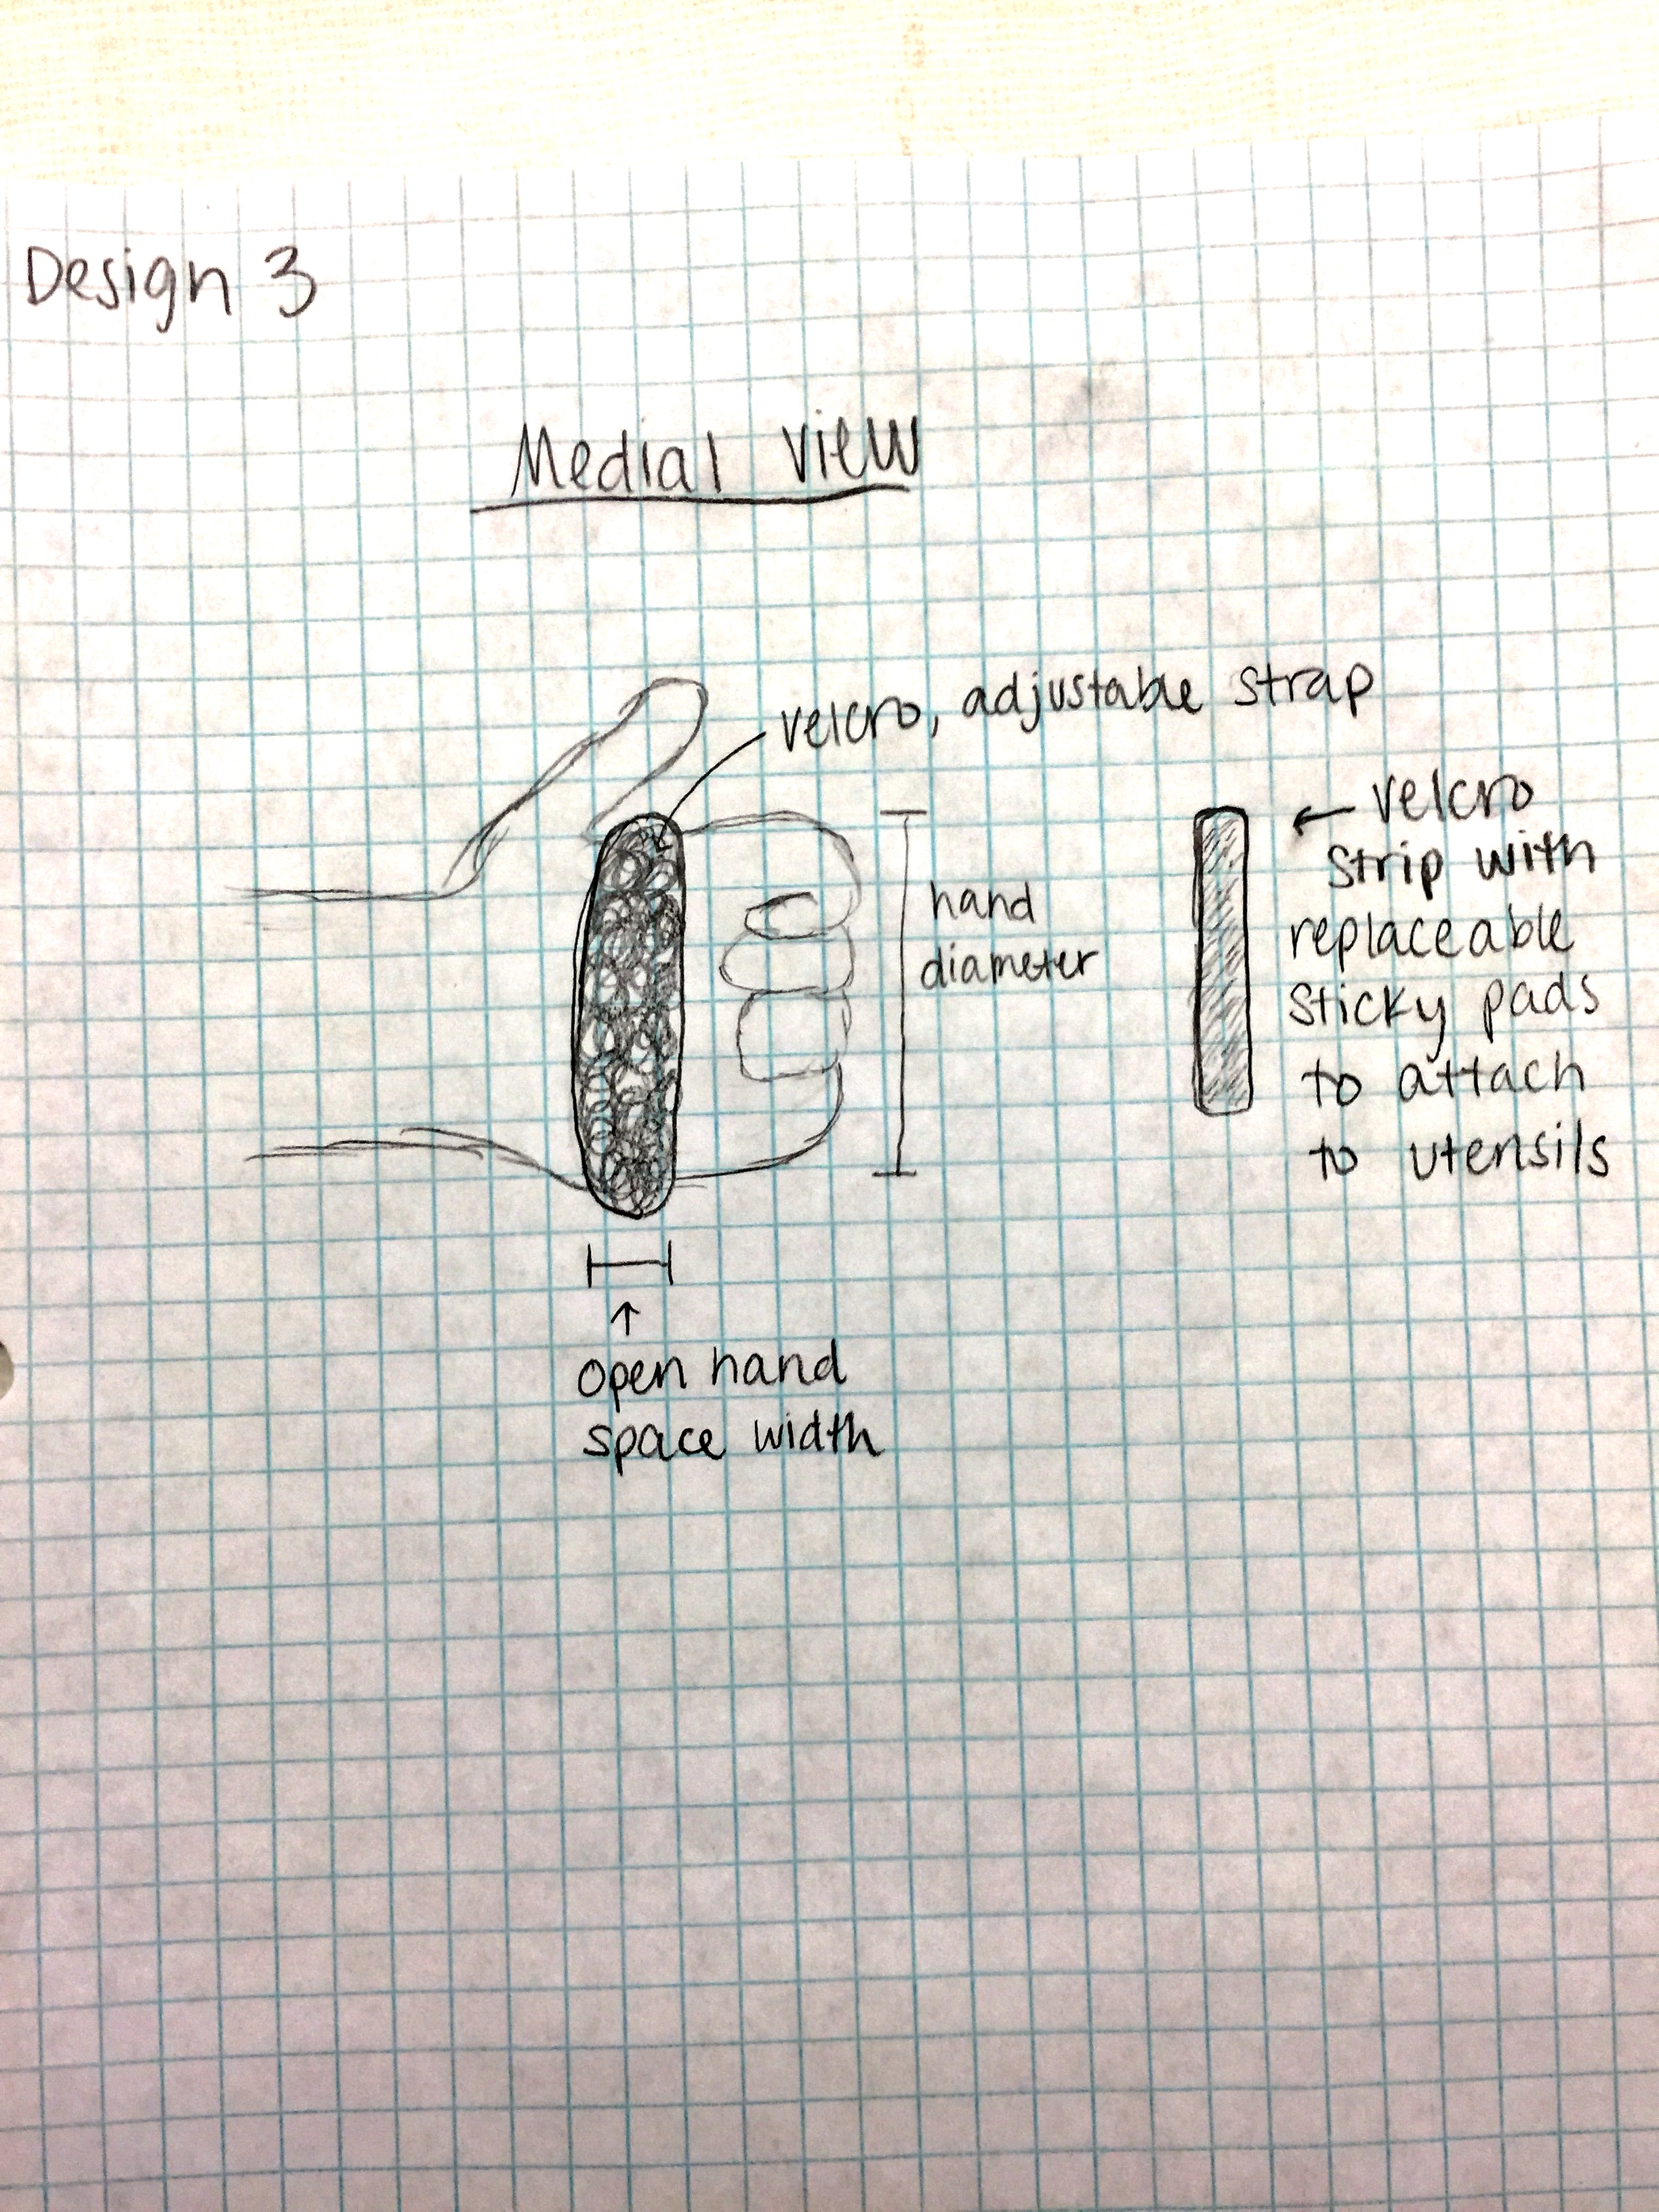 Design 3
Medial View
velcro, adjustable strap
hand
diameter
velcro
strip with
replaceable
sticky pads
to attach
to utensils
open hand
space width